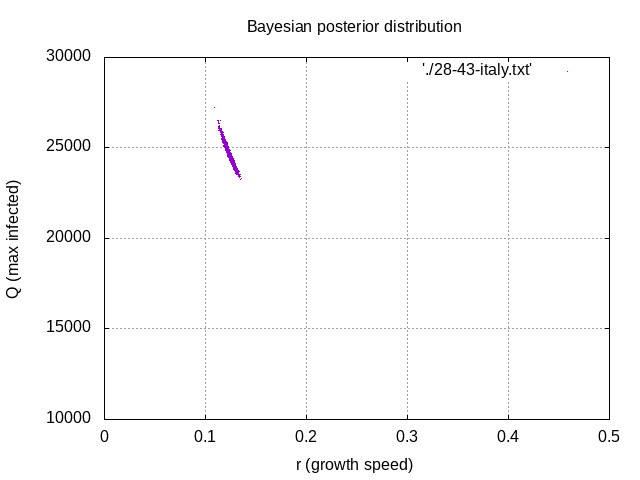 Bayesian posterior distribution
'./28-43-italy.txt'
30000
25000
20000
15000
10000
Q (max infected)
0
0.1
0.2
0.3
0.4
0.5
r (growth speed)